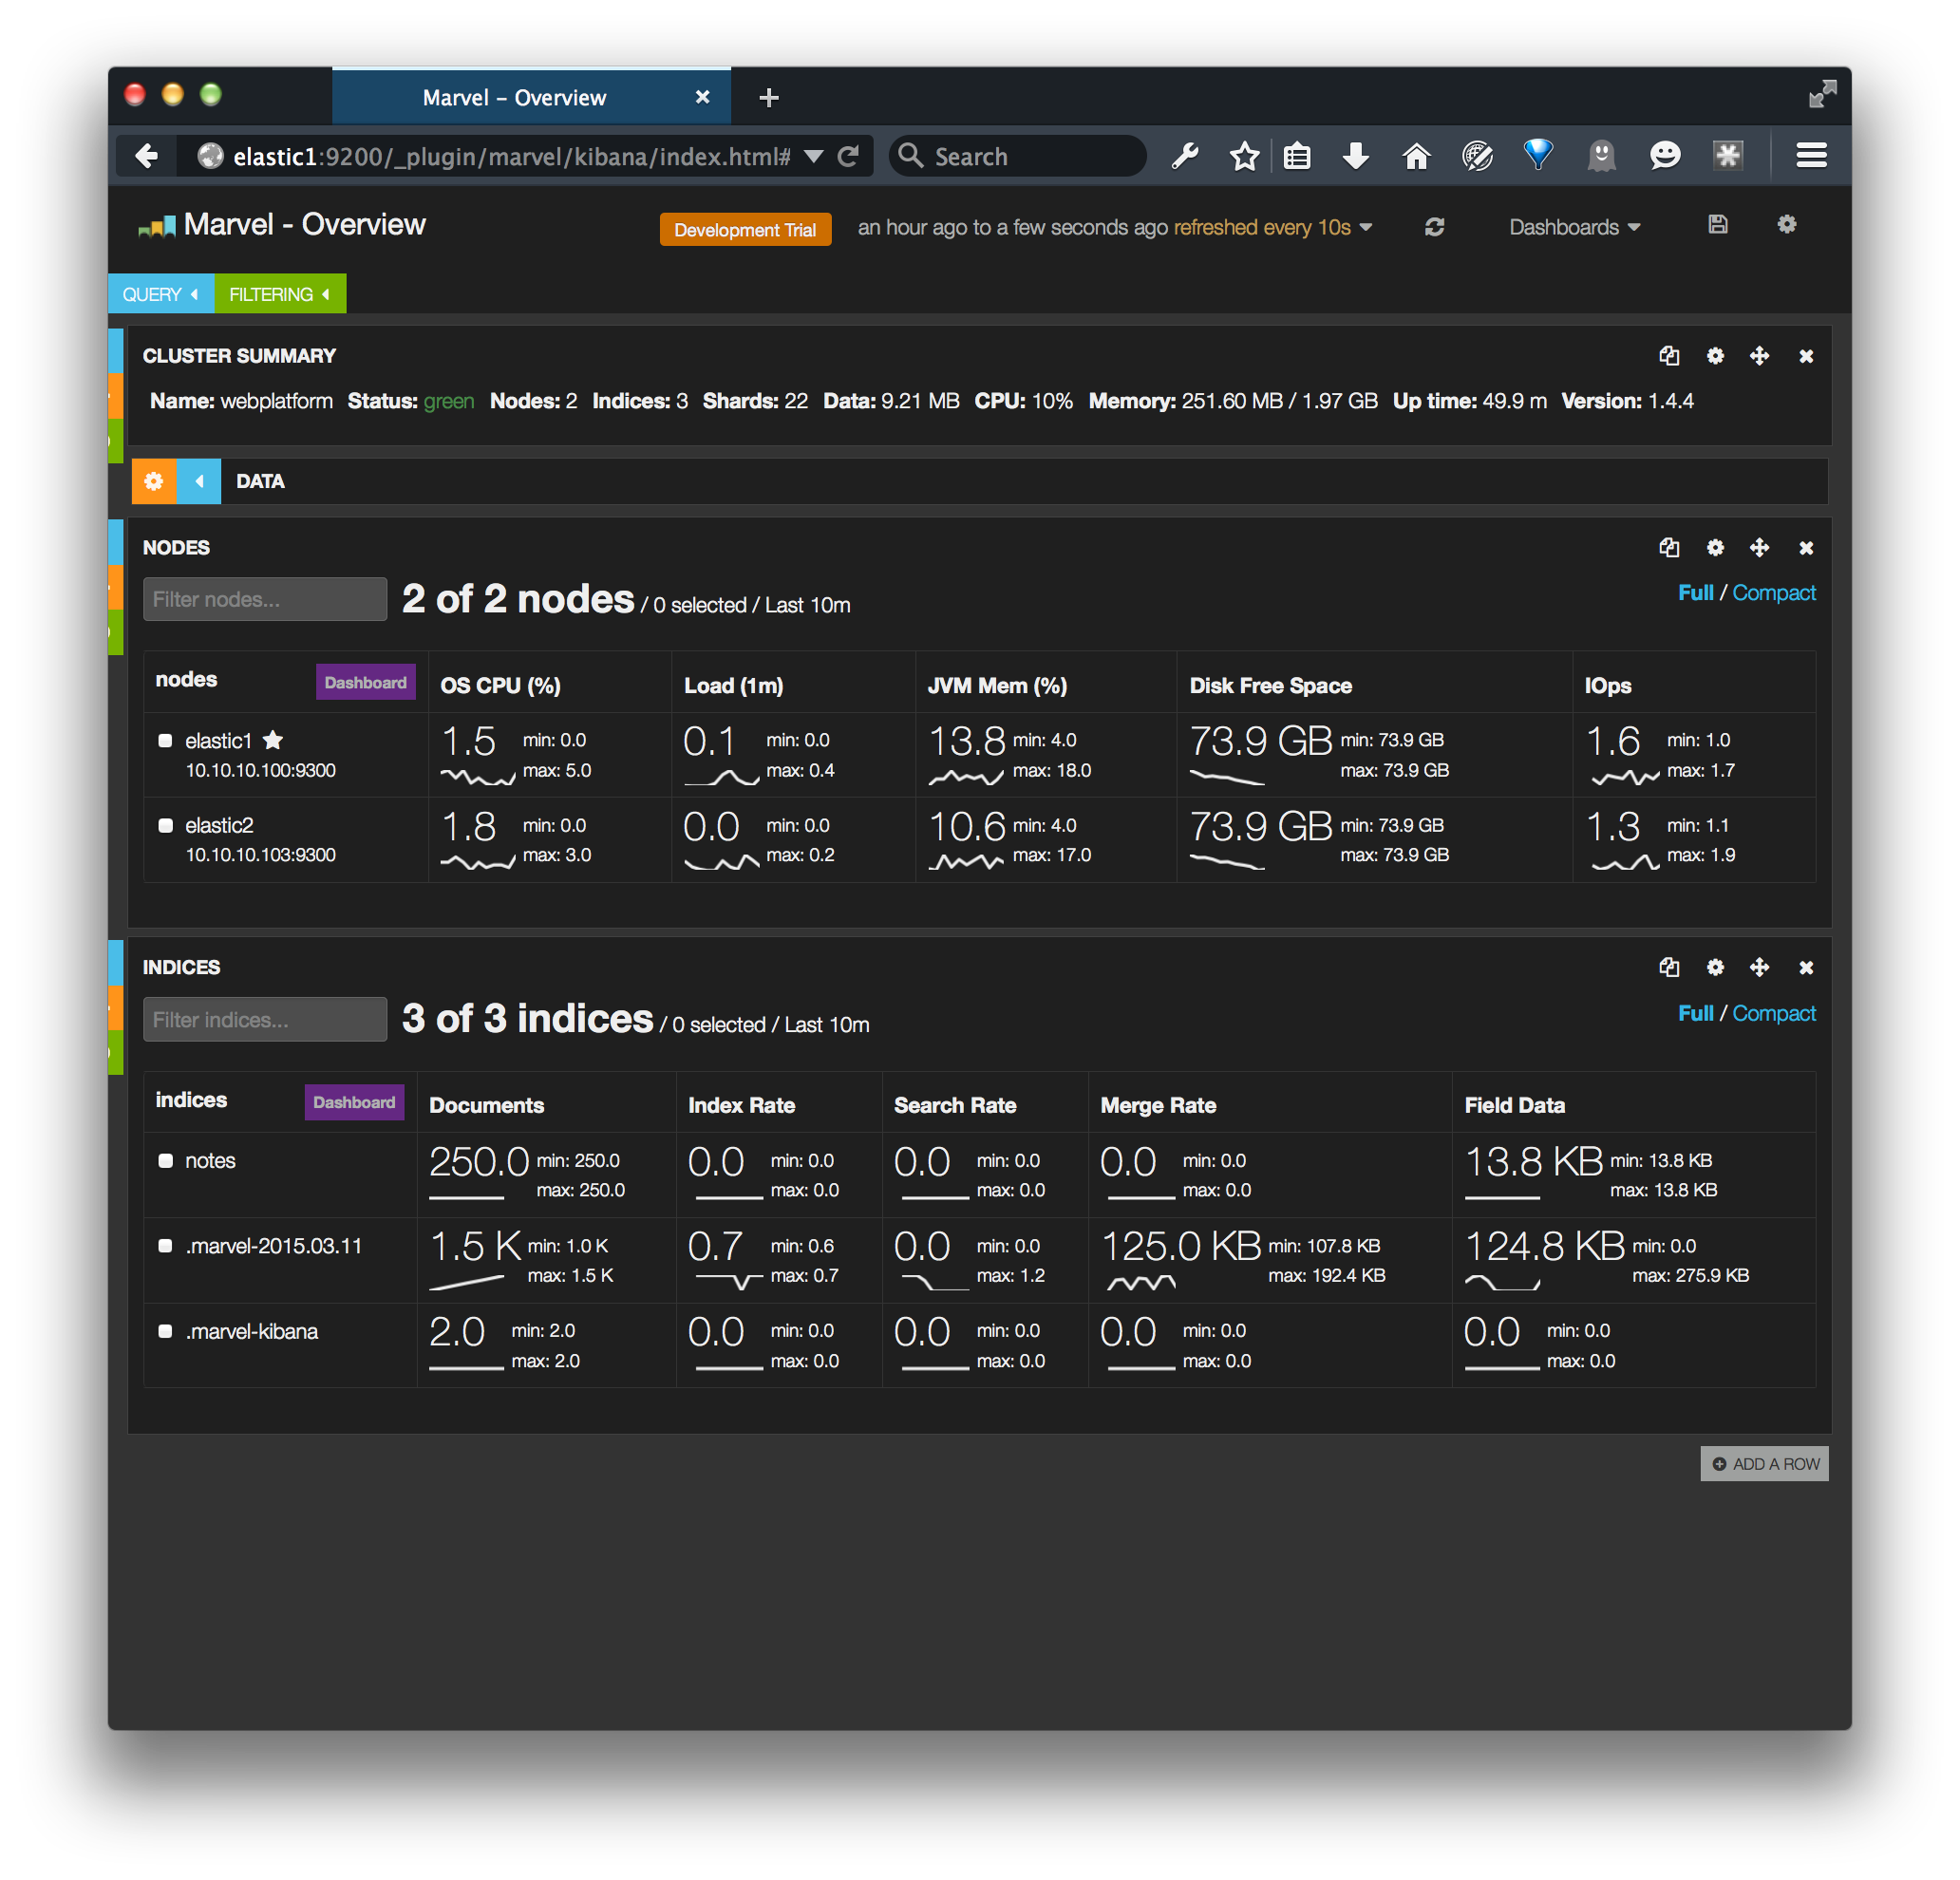 Marvel – Overview
elastic1:9200/_plugin/marvel/kibana/index.html#
Search
Marvel - Overview
Development Trial
an hour ago to a few seconds ago refreshed every 10s
Dashboards
QUERY
FILTERING
CLUSTER SUMMARY
Name: webplatform Status: green Nodes: 2 Indices: 3 Shards: 22 Data: 9.21 MB CPU: 10% Memory: 251.60 MB / 1.97 GB Up time: 49.9 m Version: 1.4.4
DATA
NODES
Filter nodes... 2 of 2 nodes / 0 selected / Last 10m Full / Compact
nodes Dashboard OS CPU (%) Load (1m) JVM Mem (%) Disk Free Space IOps
elastic1 1.5 min: 0.0 0.1 min: 0.0 13.8 min: 4.0 73.9 GB min: 73.9 GB 1.6 min: 1.0
10.10.10.100:9300 max: 5.0 max: 0.4 max: 18.0 max: 73.9 GB max: 1.7
elastic2 1.8 min: 0.0 0.0 min: 0.0 10.6 min: 4.0 73.9 GB min: 73.9 GB 1.3 min: 1.1
10.10.10.103:9300 max: 3.0 max: 0.2 max: 17.0 max: 73.9 GB max: 1.9
INDICES
Filter indices... 3 of 3 indices / 0 selected / Last 10m Full / Compact
indices Dashboard Documents Index Rate Search Rate Merge Rate Field Data
notes 250.0 min: 250.0 0.0 min: 0.0 0.0 min: 0.0 0.0 min: 0.0 13.8 KB min: 13.8 KB
max: 250.0 max: 0.0 max: 0.0 max: 0.0 max: 13.8 KB
.marvel-2015.03.11 1.5 K min: 1.0 K 0.7 min: 0.6 0.0 min: 0.0 125.0 KB min: 107.8 KB 124.8 KB min: 0.0
max: 1.5 K max: 0.7 max: 1.2 max: 192.4 KB max: 275.9 KB
.marvel-kibana 2.0 min: 2.0 0.0 min: 0.0 0.0 min: 0.0 0.0 min: 0.0 0.0 min: 0.0
max: 2.0 max: 0.0 max: 0.0 max: 0.0 max: 0.0
ADD A ROW